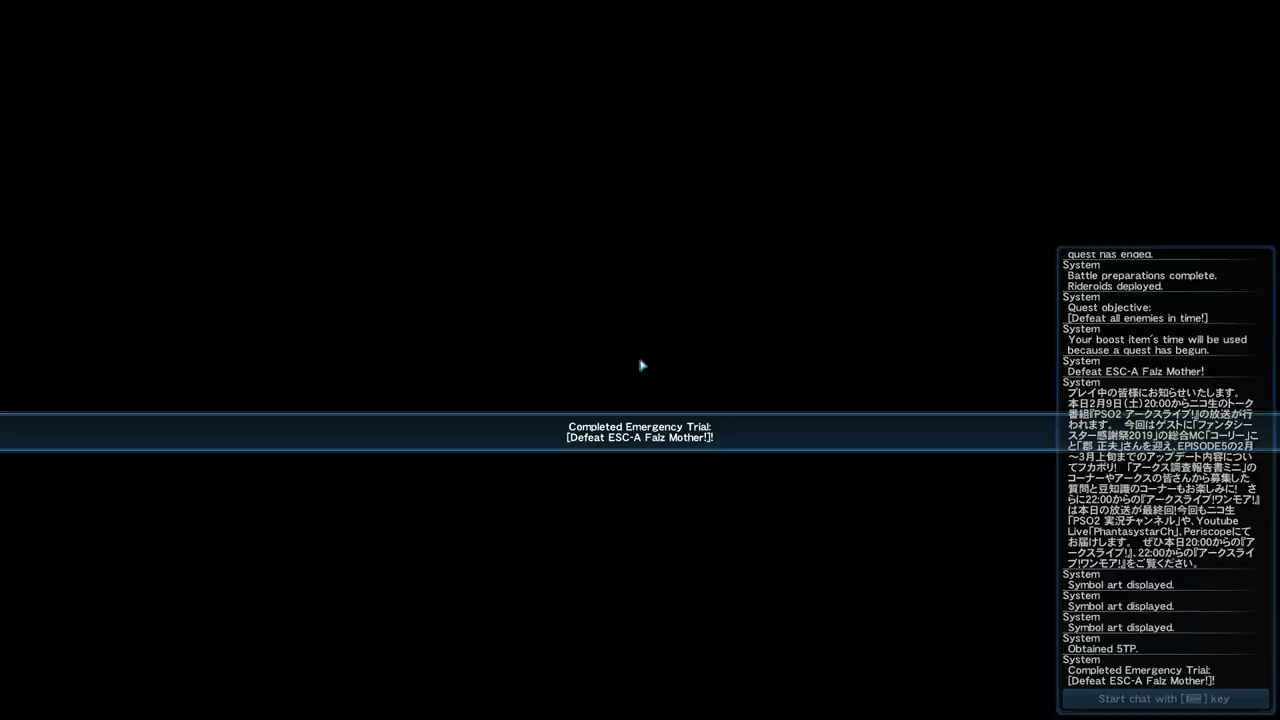 quest has ended.
System
Battle preparations complete.
Rideroids deployed.
System
Quest objective:
[Defeat all enemies in time!]
System
Your boost item's time will be used
because a quest has begun.
System
Defeat ESC-A Falz Mother!
System
プレイ中の皆様にお知らせいたします。
本日2月9日(土)20:00からニコ生のトーク
番組『PSO2 アークスライブ!』の放送が行
われます。 今回はゲストに「ファンタシー
スター感謝祭2019」の総合MC「コーリー」こ
と「郡 正夫」さんを迎え、EPISODE5の2月
~3月上旬までのアップデート内容につい
てフカボリ! 「アークス調査報告書ミニ」の
コーナーやアークスの皆さんから募集した
質問と豆知識のコーナーもお楽しみに! さ
らに22:00からの『アークスライブ!ワンモア!』
は本日の放送が最終回!今回もニコ生
「PSO2 実況チャンネル」や、Youtube
Live「PhantasystarCh」、Periscopeにて
お届けします。 ぜひ本日20:00からの『ア
ークスライブ!』、22:00からの『アークスライ
ブ!ワンモア!』をご覧ください。
System
Symbol art displayed.
System
Symbol art displayed.
System
Symbol art displayed.
System
Obtained 5TP.
System
Completed Emergency Trial:
[Defeat ESC-A Falz Mother!]!
Start chat with [Enter] key
Completed Emergency Trial:
[Defeat ESC-A Falz Mother!]!